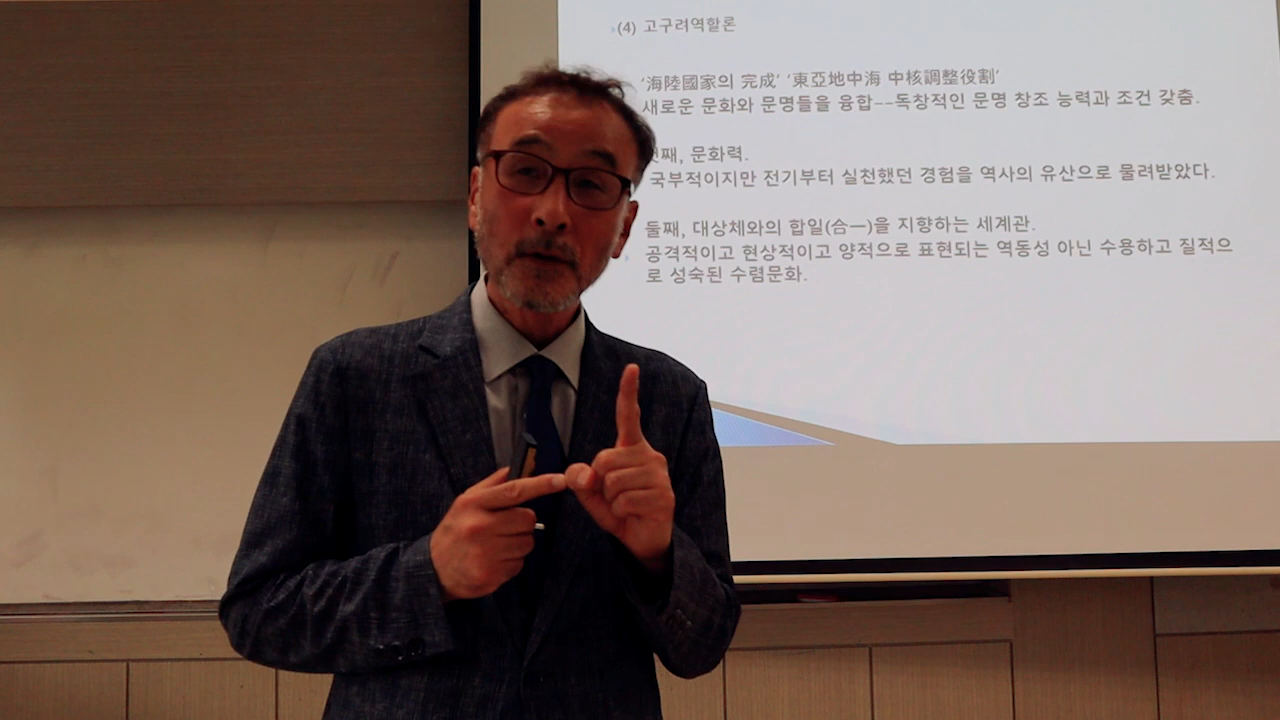 (4) 고구려역할론
'海陸國家의 完成' '東亞地中海 中核調整役割'
새로운 문화와 문명들을 융합--독창적인 문명 창조 능력과 조건 갖춤.
문화력.
국부적이지만 전기부터 실천했던 경험을 역사의 유산으로 물려받았다.
둘째, 대상체와의 합일(合一)을 지향하는 세계관.
공격적이고 현상적이고 양적으로 표현되는 역동성 아닌 수용하고 질적으
로 성숙된 수렴문화.